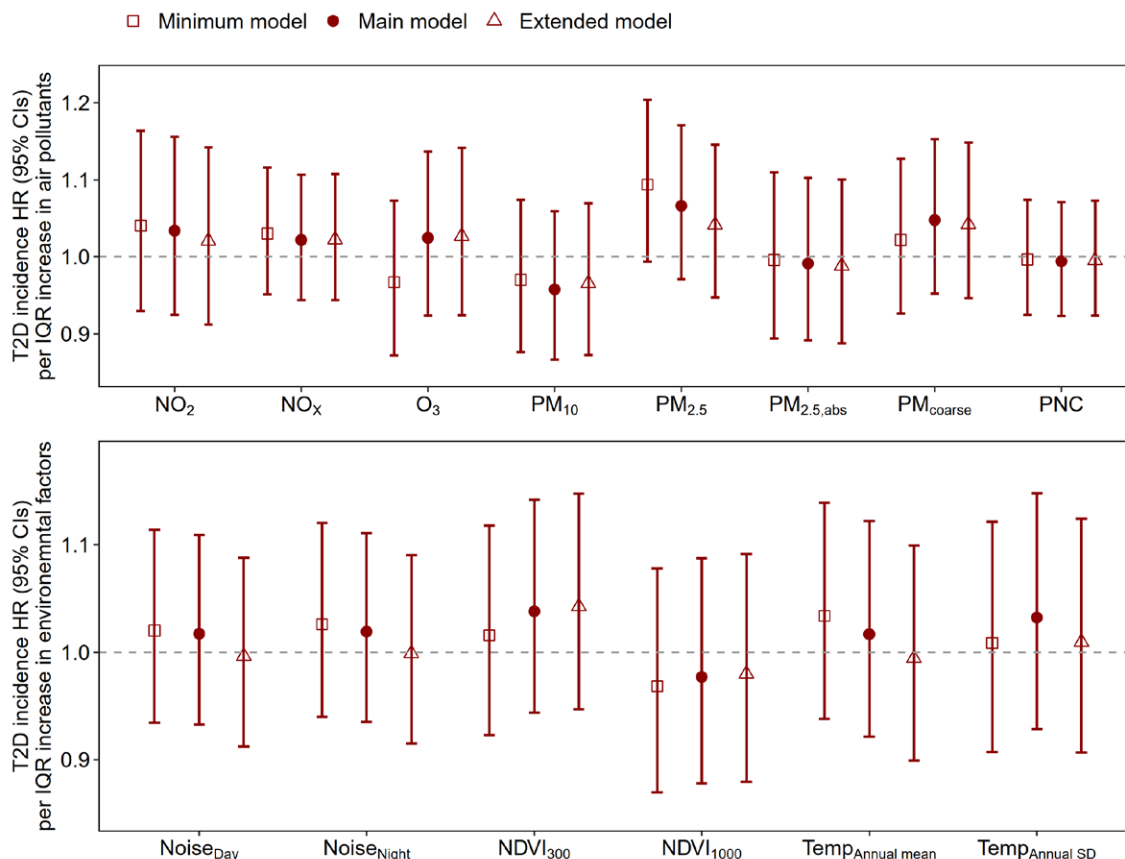 Minimum model Main model Extended model
T2D incidence HR (95% CIs)
per IQR increase in air pollutants
1.2
1.1
1.0
0.9
NO2 NOX O3 PM10 PM2.5 PM2.5,abs PMcoarse PNC
T2D incidence HR (95% CIs)
per IQR increase in environemntal factors
1.1
1.0
0.9
NoiseDay NoiseNight NDVI300 NDVI1000 TempAnnual mean TempAnnual SD